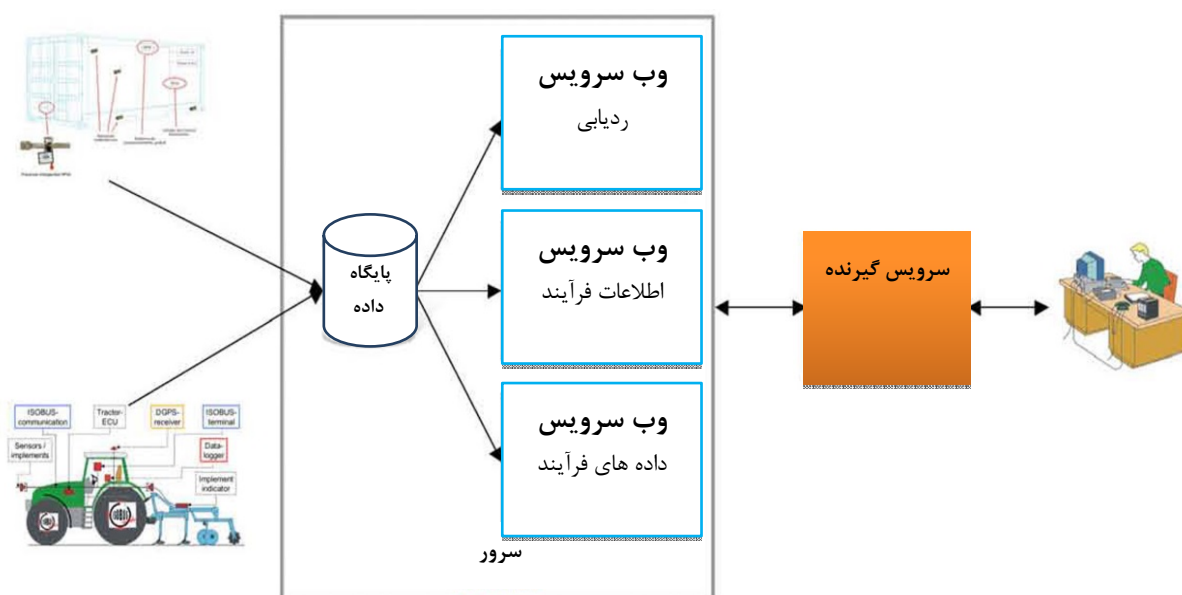 وب سرویس
ردیابی
وب سرویس
اطلاعات فرآیند
وب سرویس
داده های فرآیند
پایگاه
داده
سرور
سرویس گیرنده
ISOBUS-
communication
Tractor-
ECU
DGPS-
receiver
ISOBUS-
terminal
Sensors /
implements
Data-
logger
Implement
indicator